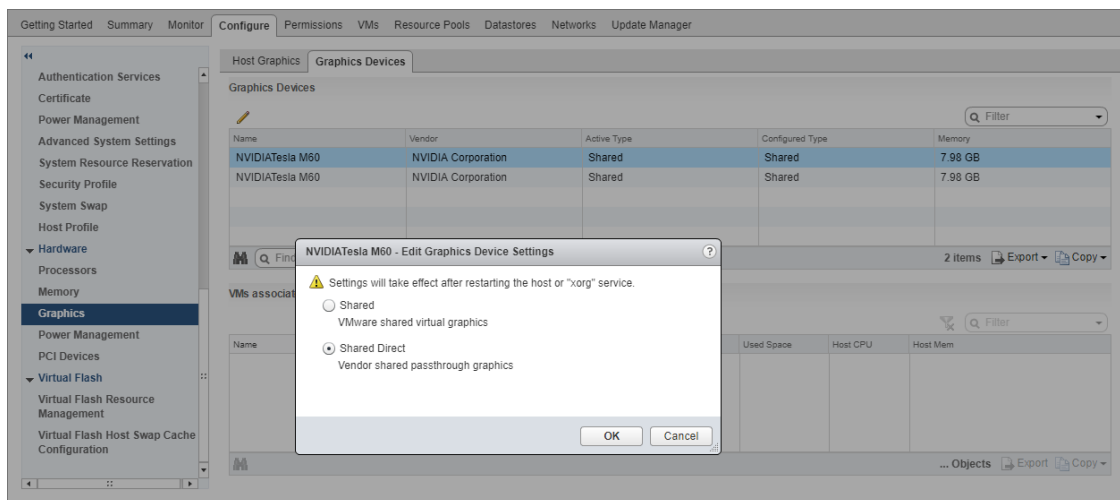 Getting Started Summary Monitor Configure Permissions VMs Resource Pools Datastores Networks Update Manager
Authentication Services
Certificate
Power Management
Advanced System Settings
System Resource Reservation
Security Profile
System Swap
Host Profile
Hardware
Processors
Memory
Graphics
Power Management
PCI Devices
Virtual Flash
Virtual Flash Resource
Management
Virtual Flash Host Swap Cache
Configuration
Host Graphics Graphics Devices
Graphics Devices
Filter
Name Vendor Active Type Configured Type Memory
NVIDIATesla M60 NVIDIA Corporation Shared Shared 7.98 GB
NVIDIATesla M60 NVIDIA Corporation Shared Shared 7.98 GB
Find 2 items Export Copy
VMs associat
Filter
Name Used Space Host CPU Host Mem
... Objects Export Copy
NVIDIATesla M60 - Edit Graphics Device Settings ?
Settings will take effect after restarting the host or "xorg" service.
Shared
VMware shared virtual graphics
Shared Direct
Vendor shared passthrough graphics
OK Cancel